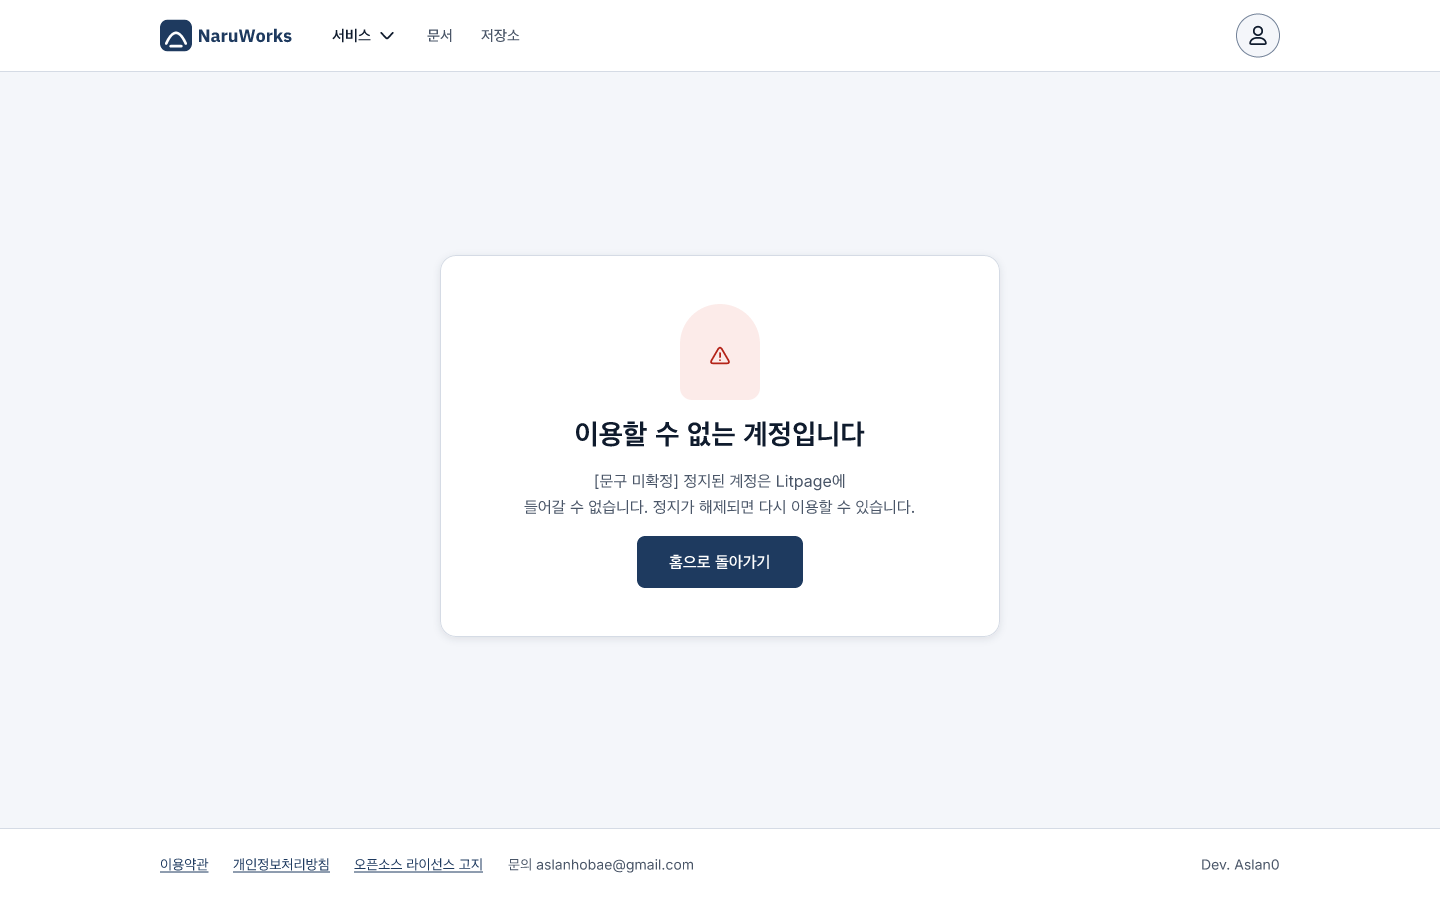 NaruWorks
서비스
문서
저장소
이용할 수 없는 계정입니다
[문구 미확정] 정지된 계정은 Litpage에
들어갈 수 없습니다. 정지가 해제되면 다시 이용할 수 있습니다.
홈으로 돌아가기
이용약관
개인정보처리방침
오픈소스 라이선스 고지
문의 aslanhobae@gmail.com
Dev. Aslan0